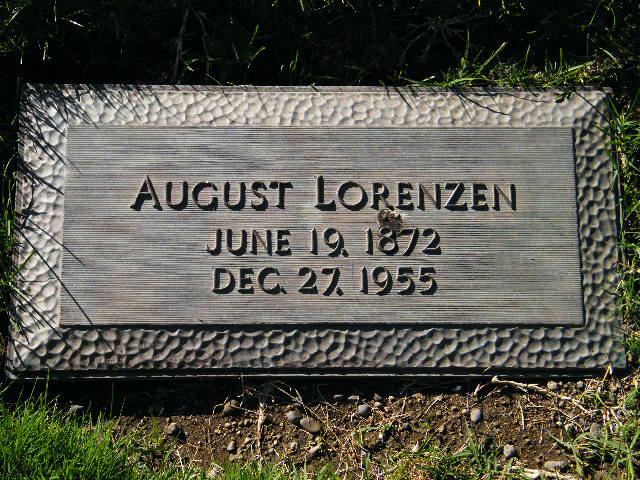 AUGUST LORENZEN
JUNE 19, 1872
DEC. 27, 1955